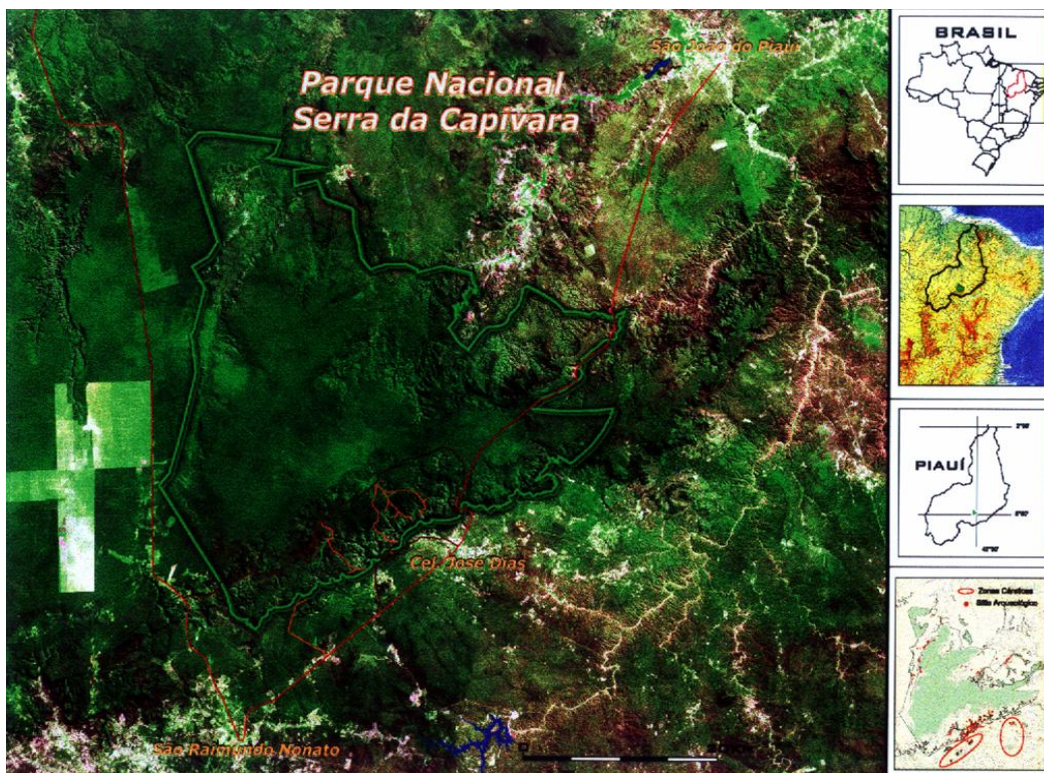 São João do Piauí
Parque Nacional
Serra da Capivara
Cel. José Dias
São Raimundo Nonato
BRASIL
PIAUÍ
Zonas Cársticas
Sítio Arqueológico